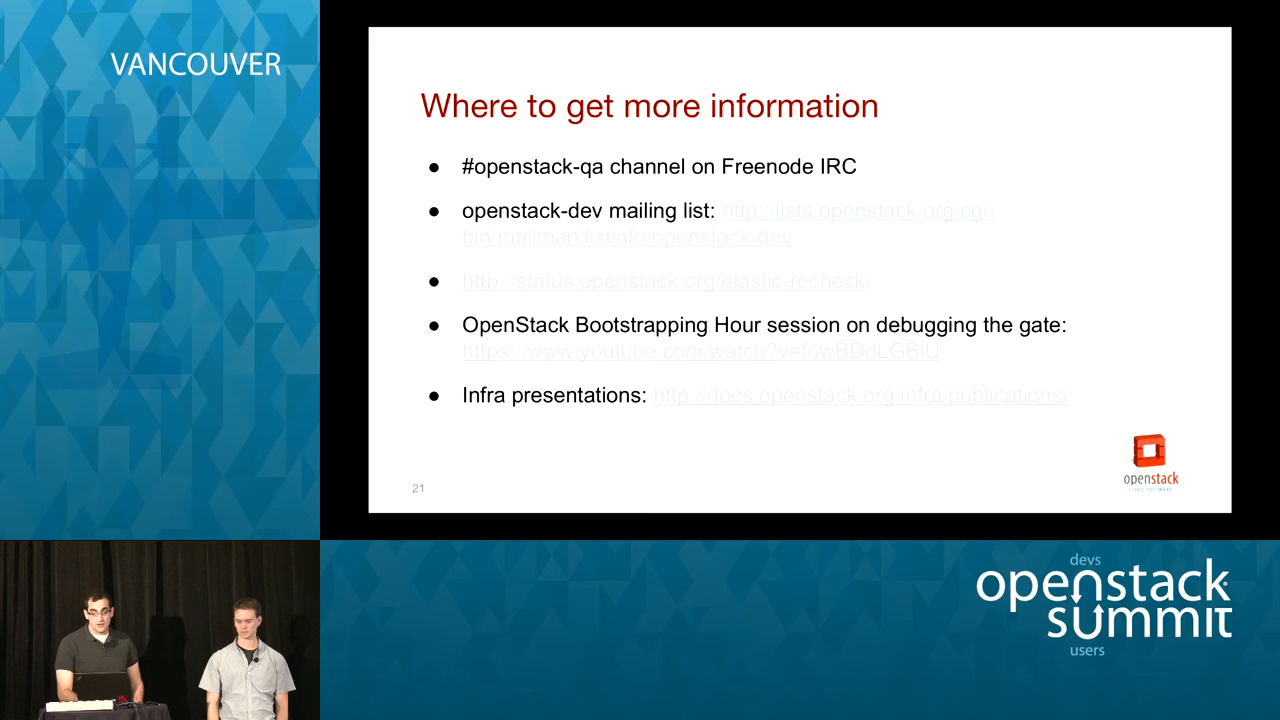 VANCOUVER
Where to get more information
● #openstack-qa channel on Freenode IRC
● openstack-dev mailing list: http://lists.openstack.org/cgi-
bin/mailman/listinfo/openstack-dev
● http://status.openstack.org/elastic-recheck/
● OpenStack Bootstrapping Hour session on debugging the gate:
https://www.youtube.com/watch?v=fowBDdLGBlU
● Infra presentations: http://docs.openstack.org/infra/publications/
openstack
21
devs
openstack
summit
users